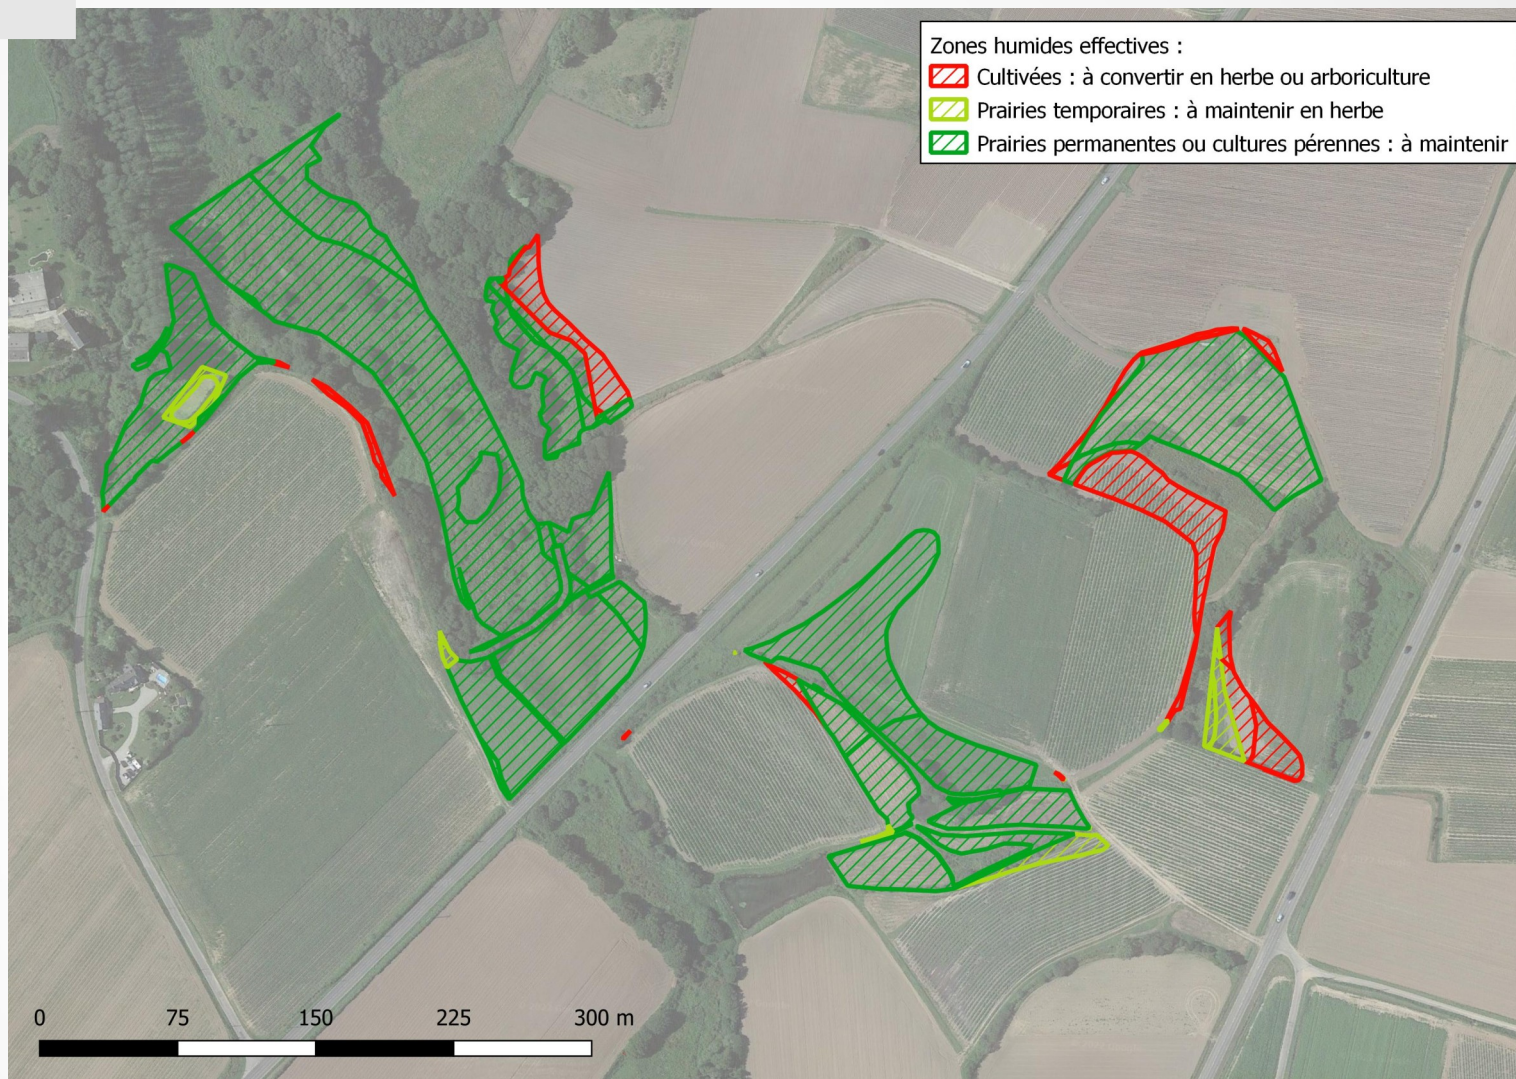 Zones humides effectives :
Cultivées : à convertir en herbe ou arboriculture
Prairies temporaires : à maintenir en herbe
Prairies permanentes ou cultures pérennes : à maintenir
0 75 150 225 300 m